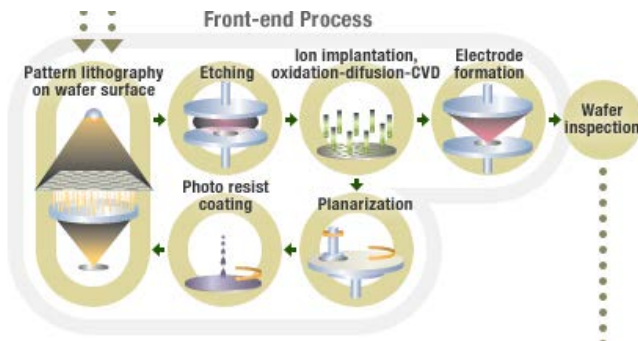 Front-end Process
Pattern lithography
on wafer surface
Etching
Ion implantation,
oxidation-difusion-CVD
Electrode
formation
Wafer
inspection
Photo resist
coating
Planarization